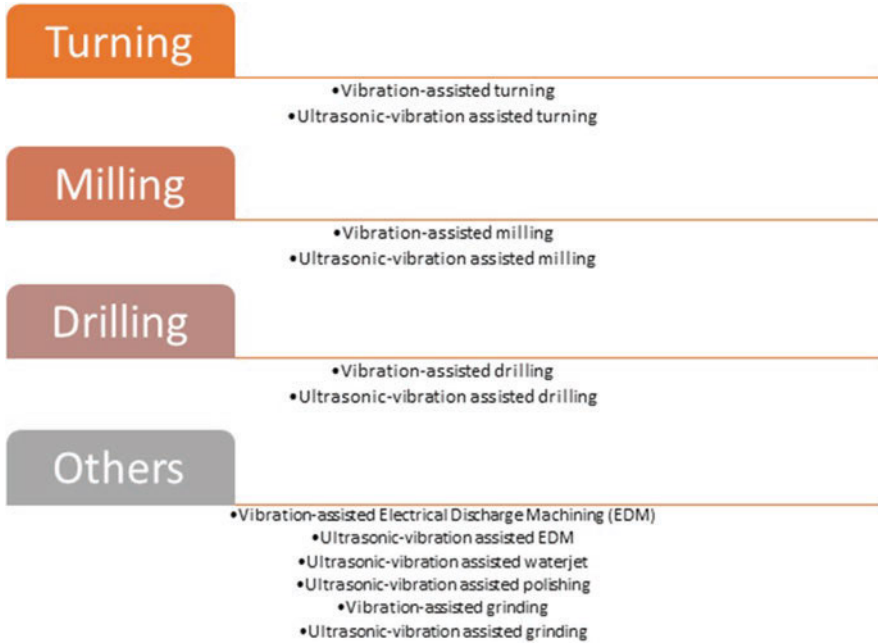 Turning
•Vibration-assisted turning
•Ultrasonic-vibration assisted turning
Milling
•Vibration-assisted milling
•Ultrasonic-vibration assisted milling
Drilling
•Vibration-assisted drilling
•Ultrasonic-vibration assisted drilling
Others
•Vibration-assisted Electrical Discharge Machining (EDM)
•Ultrasonic-vibration assisted EDM
•Ultrasonic-vibration assisted waterjet
•Ultrasonic-vibration assisted polishing
•Vibration-assisted grinding
•Ultrasonic-vibration assisted grinding